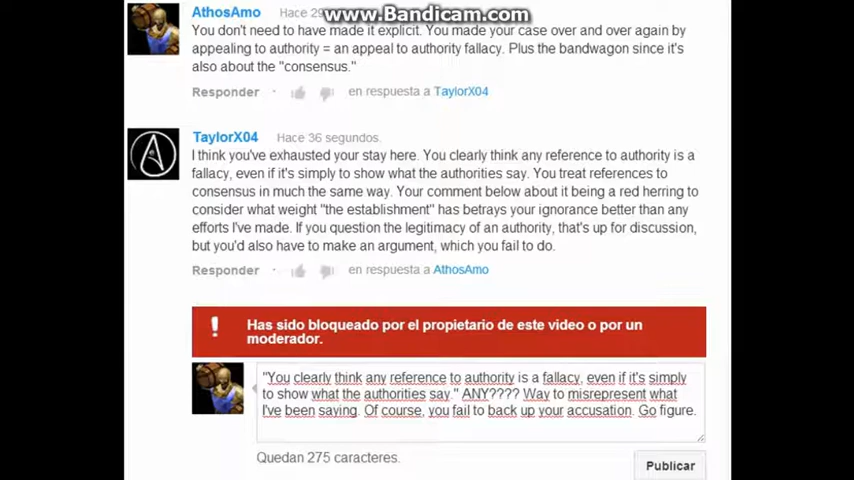 www.Bandicam.com
AthosAmo Hace 29
You don't need to have made it explicit. You made your case over and over again by
appealing to authority = an appeal to authority fallacy. Plus the bandwagon since it's
also about the "consensus."
Responder · en respuesta a TaylorX04
TaylorX04 Hace 36 segundos.
I think you've exhausted your stay here. You clearly think any reference to authority is a
fallacy, even if it's simply to show what the authorities say. You treat references to
consensus in much the same way. Your comment below about it being a red herring to
consider what weight "the establishment" has betrays your ignorance better than any
efforts I've made. If you question the legitimacy of an authority, that's up for discussion,
but you'd also have to make an argument, which you fail to do.
Responder · en respuesta a AthosAmo
Has sido bloqueado por el propietario de este video o por un
moderador.
"You clearly think any reference to authority is a fallacy, even if it's simply
to show what the authorities say." ANY???? Way to misrepresent what
I've been saying. Of course, you fail to back up your accusation. Go figure.
Quedan 275 caracteres.
Publicar